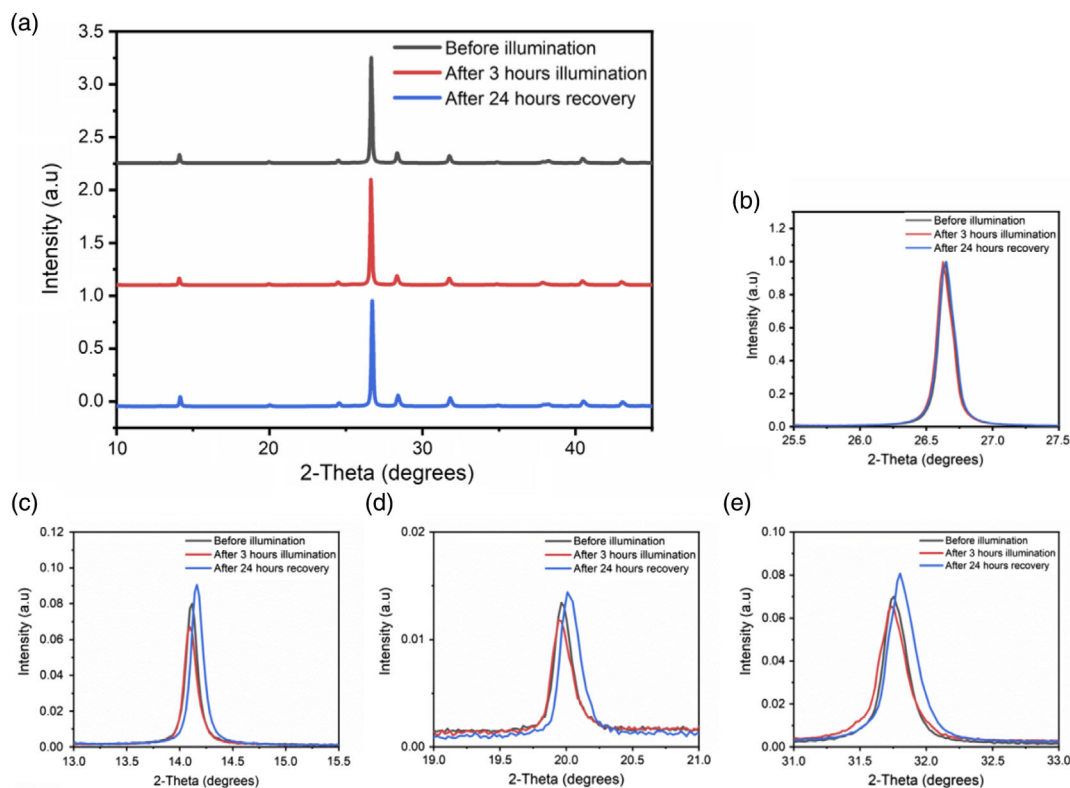 (a)
3.5
3.0
2.5
2.0
1.5
1.0
0.5
0.0
Intensity (a.u)
Before illumination
After 3 hours illumination
After 24 hours recovery
10 20 30 40
2-Theta (degrees)
(b)
1.2
1.0
0.8
0.6
0.4
0.2
0.0
Intensity (a.u)
Before illumination
After 3 hours illumination
After 24 hours recovery
25.5 26.0 26.5 27.0 27.5
2-Theta (degrees)
(c)
0.12
0.10
0.08
0.06
0.04
0.02
0.00
Intensity (a.u)
Before illumination
After 3 hours illumination
After 24 hours recovery
13.0 13.5 14.0 14.5 15.0 15.5
2-Theta (degrees)
(d)
0.02
0.01
0.00
Intensity (a.u)
Before illumination
After 3 hours illumination
After 24 hours recovery
19.0 19.5 20.0 20.5 21.0
2-Theta (degrees)
(e)
0.10
0.08
0.06
0.04
0.02
0.00
Intensity (a.u)
Before illumination
After 3 hours illumination
After 24 hours recovery
31.0 31.5 32.0 32.5 33.0
2-Theta (degrees)